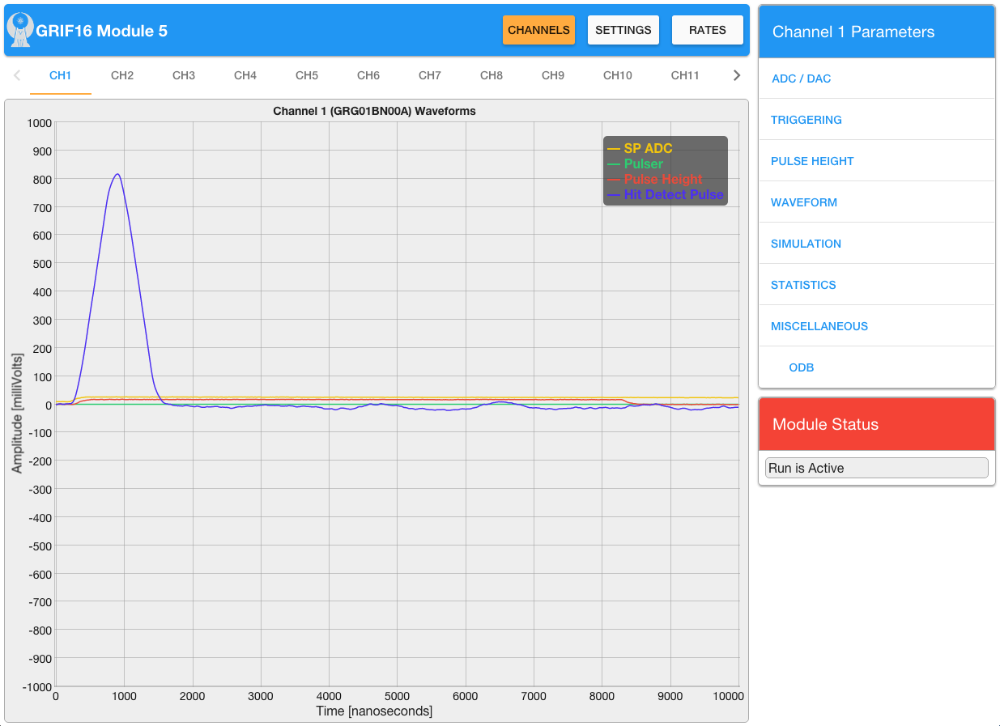 GRIF16 Module 5
CHANNELS
SETTINGS
RATES
CH1 CH2 CH3 CH4 CH5 CH6 CH7 CH8 CH9 CH10 CH11
Channel 1 (GRG01BN00A) Waveforms
SP ADC
Pulser
Pulse Height
Hit Detect Pulse
1000
900
800
700
600
500
400
300
200
100
0
-100
-200
-300
-400
-500
-600
-700
-800
-900
-1000
Amplitude [milliVolts]
0 1000 2000 3000 4000 5000 6000 7000 8000 9000 10000
Time [nanoseconds]
Channel 1 Parameters
ADC / DAC
TRIGGERING
PULSE HEIGHT
WAVEFORM
SIMULATION
STATISTICS
MISCELLANEOUS
ODB
Module Status
Run is Active